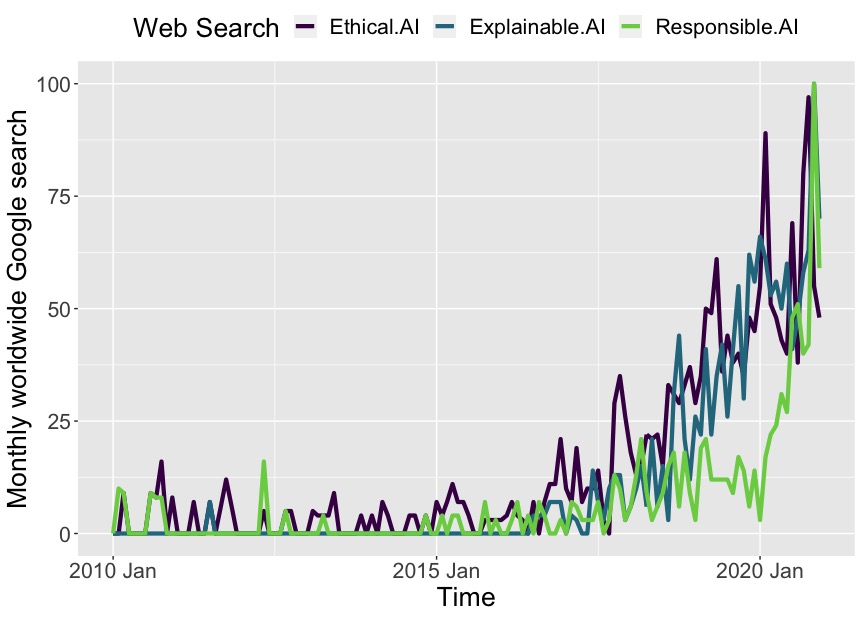 Web Search Ethical.AI Explainable.AI Responsible.AI
Monthly worldwide Google search
100
75
50
25
0
2010 Jan 2015 Jan 2020 Jan
Time